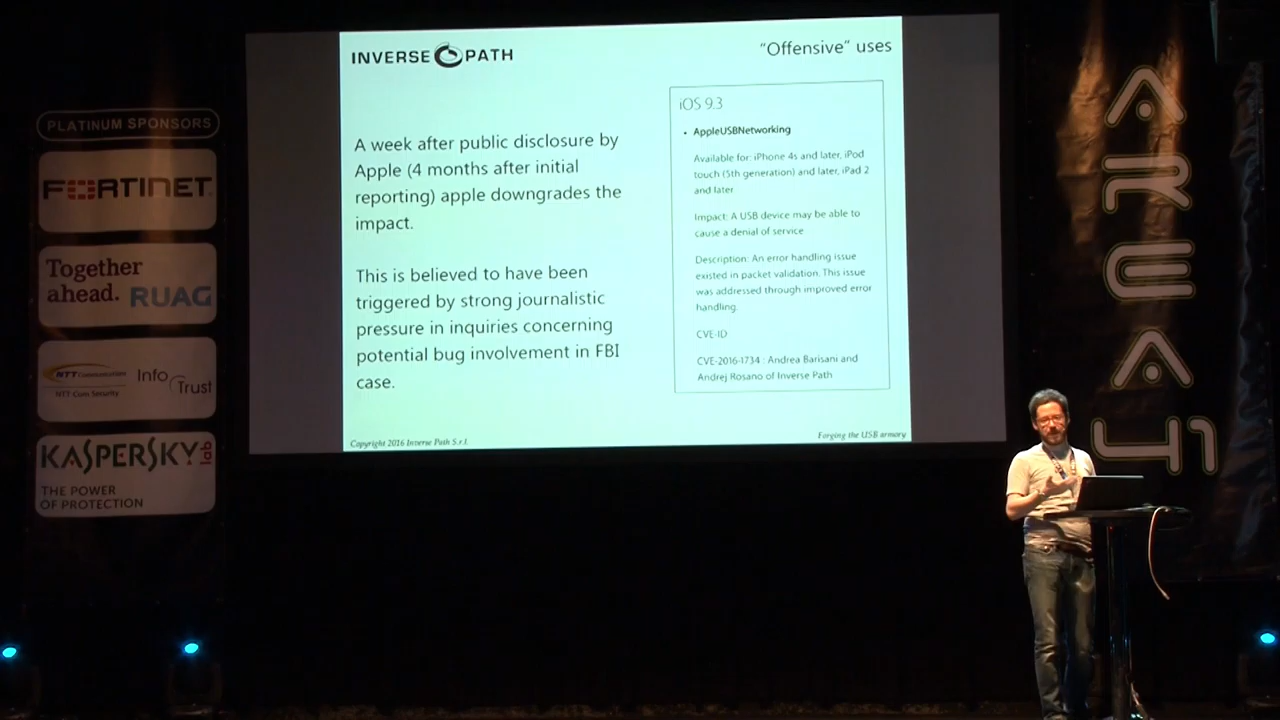 PLATINUM SPONSORS
FORTINET
Together
ahead. RUAG
NTT Communications
NTT Com Security
Info
Trust
KASPERSKY lab
THE POWER
OF PROTECTION
INVERSE PATH
"Offensive" uses
A week after public disclosure by
Apple (4 months after initial
reporting) apple downgrades the
impact.
This is believed to have been
triggered by strong journalistic
pressure in inquiries concerning
potential bug involvement in FBI
case.
iOS 9.3
• AppleUSBNetworking
Available for: iPhone 4s and later, iPod
touch (5th generation) and later, iPad 2
and later
Impact: A USB device may be able to
cause a denial of service
Description: An error handling issue
existed in packet validation. This issue
was addressed through improved error
handling.
CVE-ID
CVE-2016-1734 : Andrea Barisani and
Andrej Rosano of Inverse Path
Copyright 2016 Inverse Path S.r.l.
Forging the USB armory
AREA41